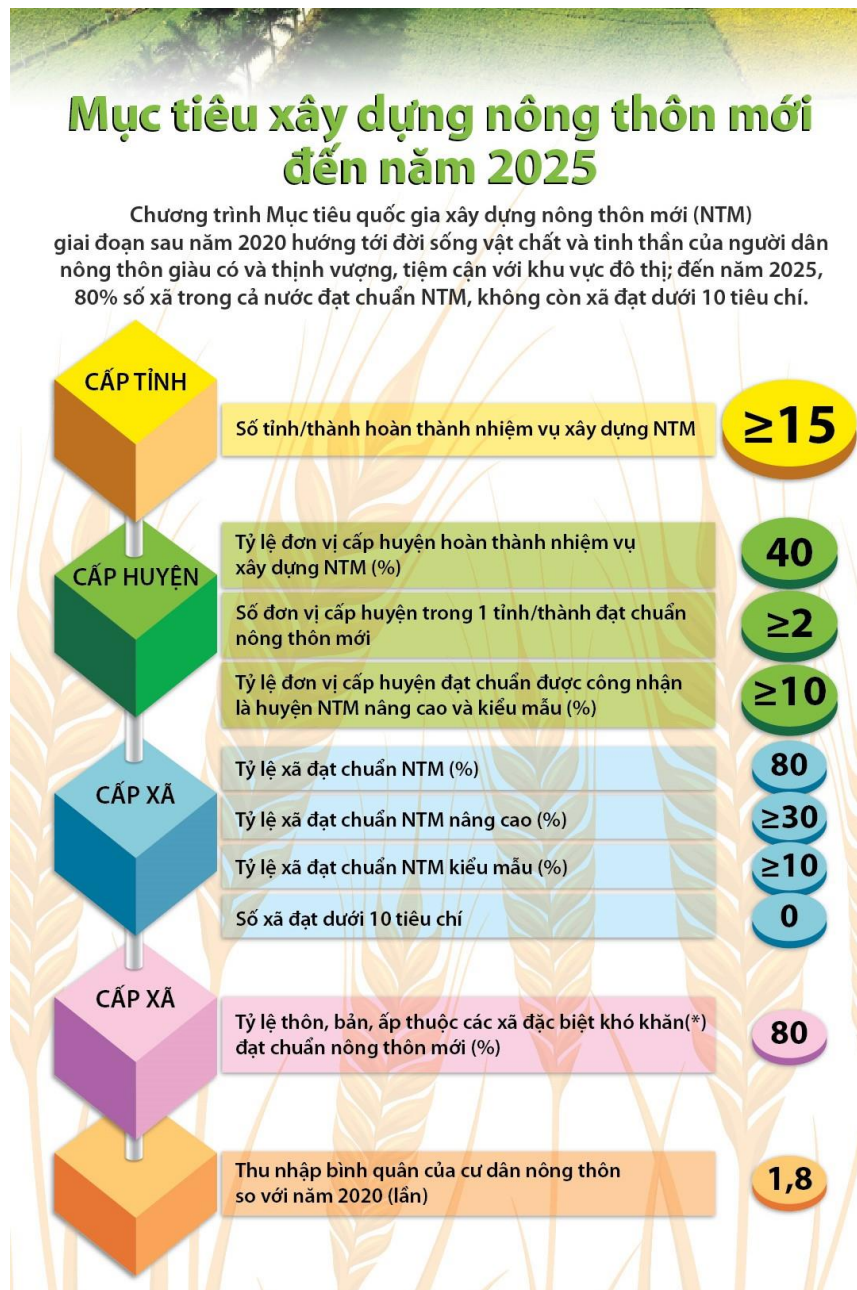 Mục tiêu xây dựng nông thôn mới
đến năm 2025
Chương trình Mục tiêu quốc gia xây dựng nông thôn mới (NTM)
giai đoạn sau năm 2020 hướng tới đời sống vật chất và tinh thần của người dân
nông thôn giàu có và thịnh vượng, tiệm cận với khu vực đô thị; đến năm 2025,
80% số xã trong cả nước đạt chuẩn NTM, không còn xã đạt dưới 10 tiêu chí.
CẤP TỈNH
Số tỉnh/thành hoàn thành nhiệm vụ xây dựng NTM
≥15
CẤP HUYỆN
Tỷ lệ đơn vị cấp huyện hoàn thành nhiệm vụ
xây dựng NTM (%)
40
Số đơn vị cấp huyện trong 1 tỉnh/thành đạt chuẩn
nông thôn mới
≥2
Tỷ lệ đơn vị cấp huyện đạt chuẩn được công nhận
là huyện NTM nâng cao và kiểu mẫu (%)
≥10
CẤP XÃ
Tỷ lệ xã đạt chuẩn NTM (%)
80
Tỷ lệ xã đạt chuẩn NTM nâng cao (%)
≥30
Tỷ lệ xã đạt chuẩn NTM kiểu mẫu (%)
≥10
Số xã đạt dưới 10 tiêu chí
0
CẤP XÃ
Tỷ lệ thôn, bản, ấp thuộc các xã đặc biệt khó khăn(*)
đạt chuẩn nông thôn mới (%)
80
Thu nhập bình quân của cư dân nông thôn
so với năm 2020 (lần)
1,8